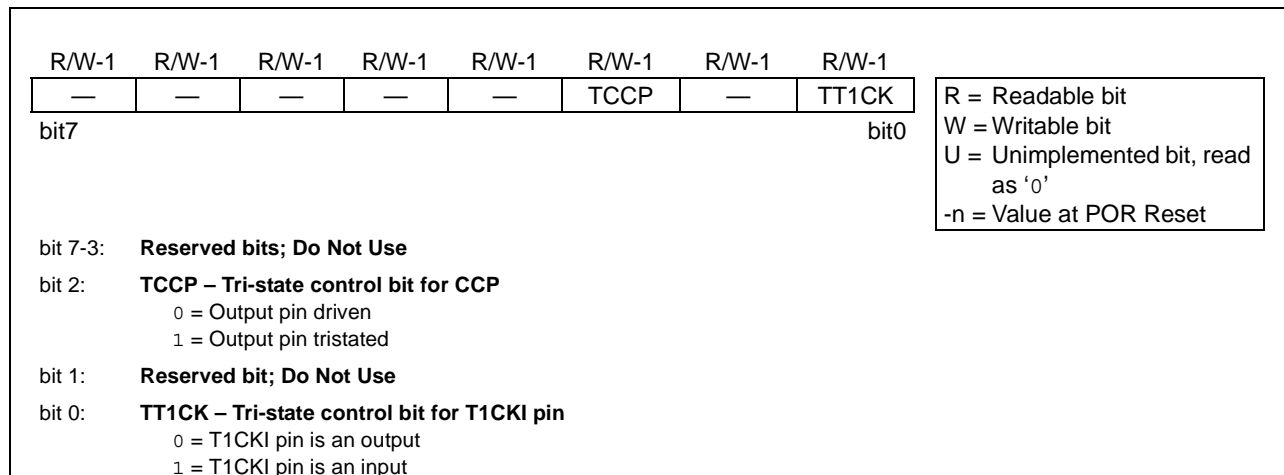 R/W-1 R/W-1 R/W-1 R/W-1 R/W-1 R/W-1 R/W-1 R/W-1
— — — — — TCCP — TT1CK
bit7 bit0
R = Readable bit
W = Writable bit
U = Unimplemented bit, read
as ‘0’
-n = Value at POR Reset
bit 7-3: Reserved bits; Do Not Use
bit 2: TCCP – Tri-state control bit for CCP
0 = Output pin driven
1 = Output pin tristated
bit 1: Reserved bit; Do Not Use
bit 0: TT1CK – Tri-state control bit for T1CKI pin
0 = T1CKI pin is an output
1 = T1CKI pin is an input